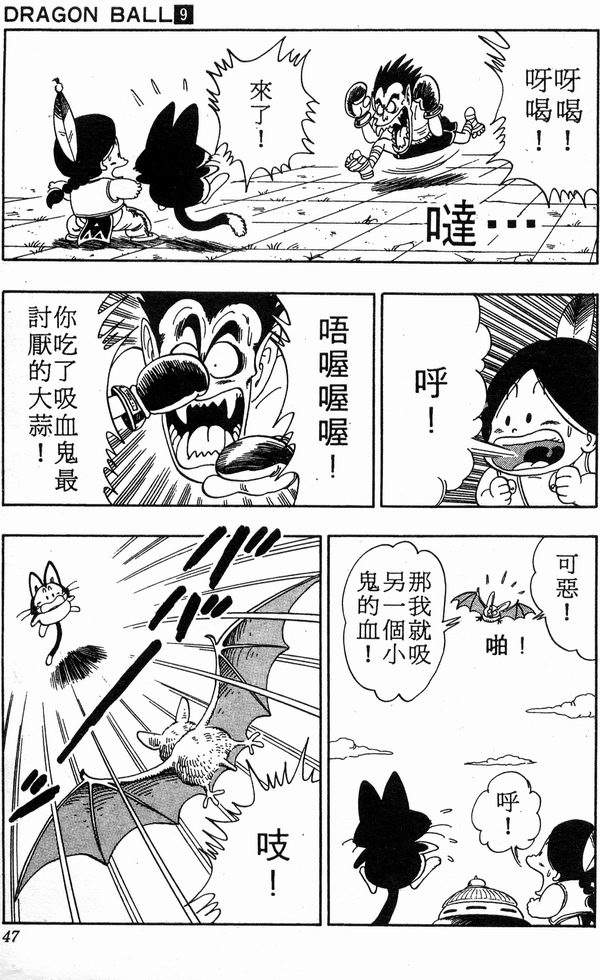 DRAGON BALL 9
呀喝！
呀喝！
來了！
噠…
呼！
唔喔喔喔！
你吃了吸血鬼最
討厭的大蒜！
可惡！
啪！
那我就吸
另一個小
鬼的血！
呼！
吱！
47